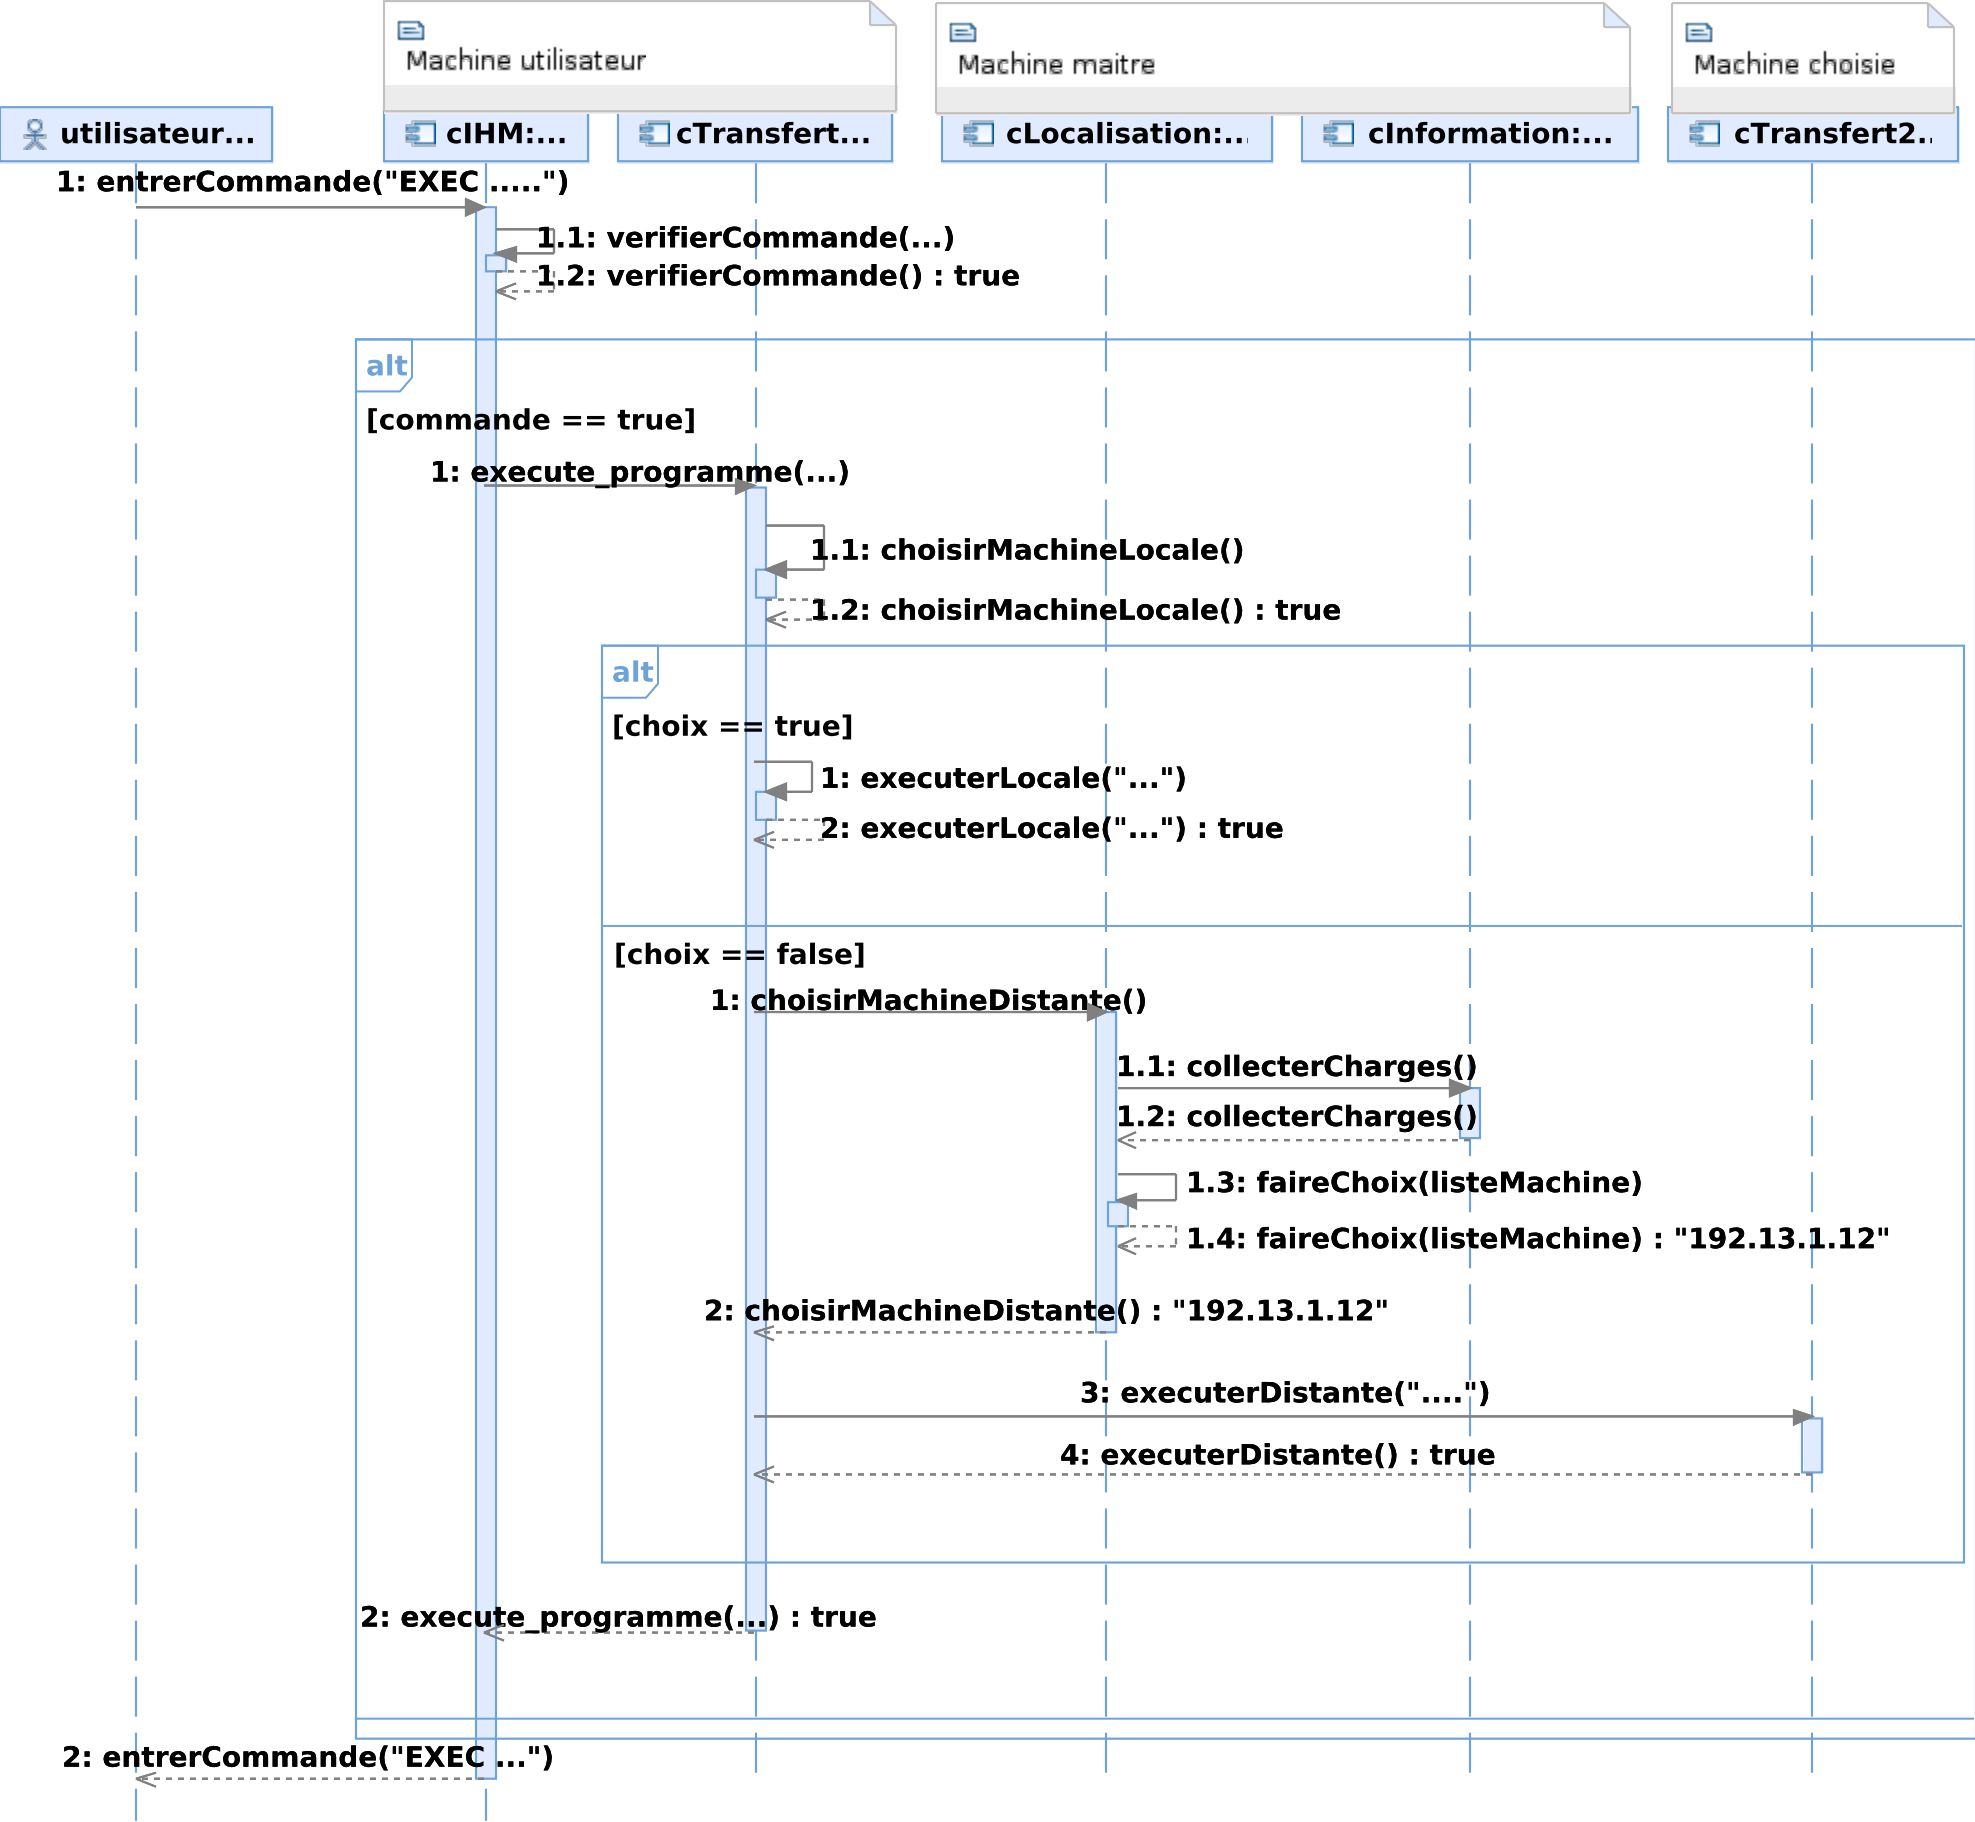 Machine utilisateur
Machine maitre
Machine choisie
utilisateur...
cIHM:...
cTransfert...
cLocalisation:...
cInformation:...
cTransfert2..
1: entrerCommande("EXEC .....")
1.1: verifierCommande(...)
1.2: verifierCommande() : true
alt
[commande == true]
1: execute_programme(...)
1.1: choisirMachineLocale()
1.2: choisirMachineLocale() : true
alt
[choix == true]
1: executerLocale("...")
2: executerLocale("...") : true
[choix == false]
1: choisirMachineDistante()
1.1: collecterCharges()
1.2: collecterCharges()
1.3: faireChoix(listeMachine)
1.4: faireChoix(listeMachine) : "192.13.1.12"
2: choisirMachineDistante() : "192.13.1.12"
3: executerDistante("....")
4: executerDistante() : true
2: execute_programme(...) : true
2: entrerCommande("EXEC ...")